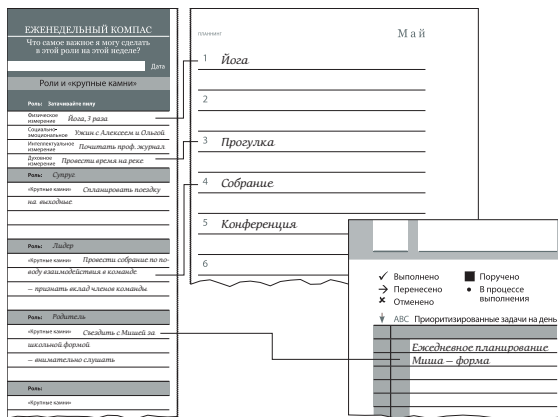 ЕЖЕНЕДЕЛЬНЫЙ КОМПАС
Что самое важное я могу сделать
в этой роли на этой неделе?
Дата
Роли и «крупные камни»
Роль: Затачивайте пилу
Физическое измерение Йога, 3 раза
Социально-эмоциональное Ужин с Алексеем и Ольгой
Интеллектуальное измерение Почитать проф. журнал
Духовное измерение Провести время на реке
Роль: Супруг
«Крупные камни» Спланировать поездку
на выходные
Роль: Лидер
«Крупные камни» Провести собрание по по-
воду взаимодействия в команде
– признать вклад членов команды
Роль: Родитель
«Крупные камни» Съездить с Мишей за
школьной формой
– внимательно слушать
Роль:
«Крупные камни»
ПЛАННИНГ
Май
1 Йога
2
3 Прогулка
4 Собрание
5 Конференция
6
✓ Выполнено
→ Перенесено
✘ Отменено
■ Поручено
• В процессе
выполнения
ABC Приоритизированные задачи на день
Ежедневное планирование
Миша – форма